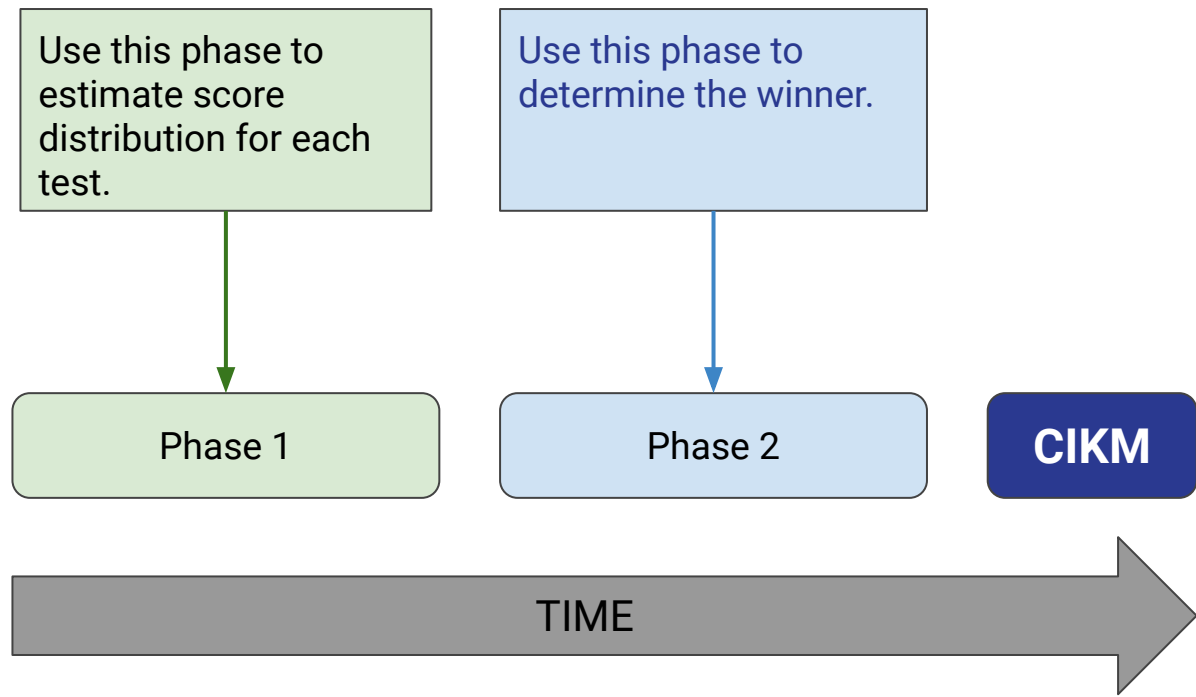 Use this phase to
estimate score
distribution for each
test.
Use this phase to
determine the winner.
Phase 1
Phase 2
CIKM
TIME